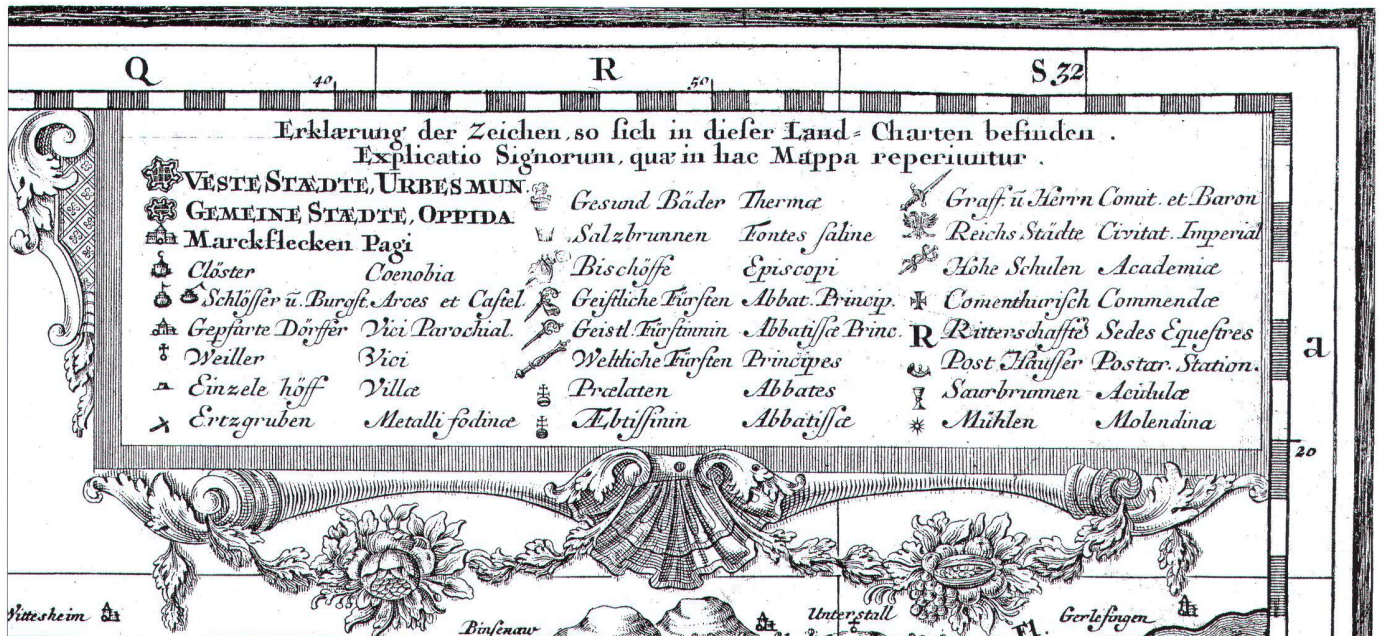 Q R S 32
40 50
Erklærung der Zeichen, so sich in dieser Land= Charten befinden .
Explicatio Signorum, quæ in hac Mappa reperiuntur .
VESTE STÆDTE, URBES MUN.
GEMEINE STÆDTE, OPPIDA
Marckflecken Pagi
Clöster Coenobia
Schlösser ū. Burgst. Arces et Castel.
Gepfarte Dörffer Vici Parochial.
Weiller Vici
Einzele höff Villæ
Ertzgruben Metalli fodinæ
Gesund Bäder Thermæ
Salzbrunnen Fontes saline
Bischöffe Episcopi
Geistliche Fürsten Abbat. Princip.
Geistl. Fürstinnin Abbatissæ Princ.
Weltliche Fürsten Principes
Prælaten Abbates
Æbtissinin Abbatissæ
Graff. ū Herrn Comit. et Baron
Reichs Städte Civitat. Imperial
Hohe Schulen Academiæ
Comenthurisch Commendæ
R Ritterschaffts Sedes Equestres
Post Häusser Postar. Station.
Saurbrunnen Acidulæ
Mühlen Molendina
a
20
Wittesheim
Binsenaw
Unterstall
Gerlefingen
Fl.